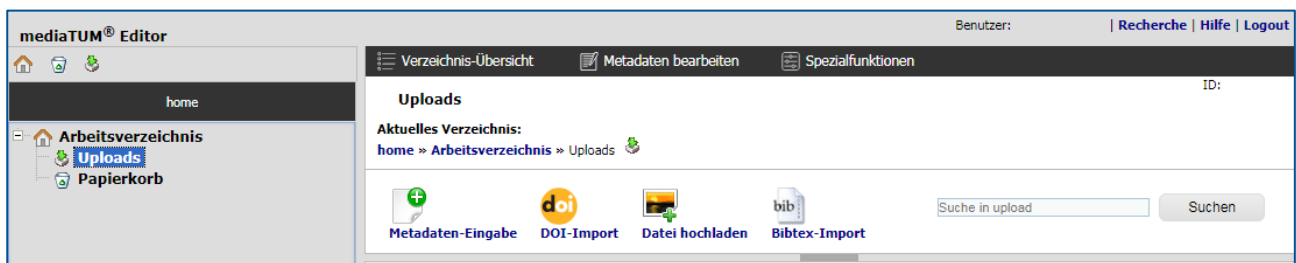 mediaTUM® Editor
Benutzer: | Recherche | Hilfe | Logout
Verzeichnis-Übersicht Metadaten bearbeiten Spezialfunktionen
home
ID:
Uploads
Arbeitsverzeichnis
Uploads
Papierkorb
Aktuelles Verzeichnis:
home » Arbeitsverzeichnis » Uploads
doi
bib
Suche in upload
Suchen
Metadaten-Eingabe DOI-Import Datei hochladen Bibtex-Import